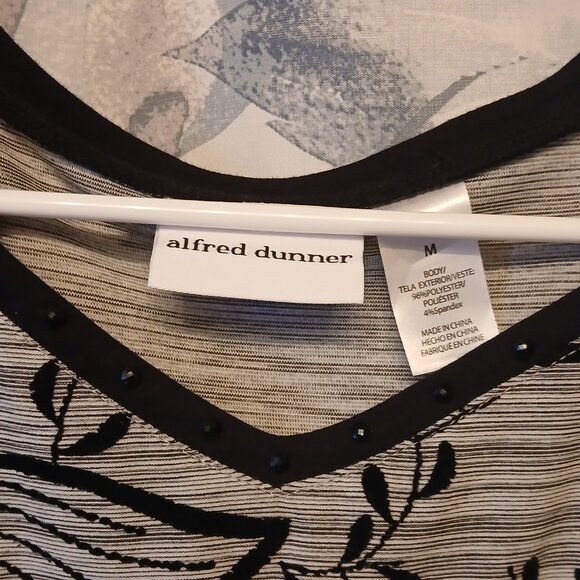 alfred dunner
M
BODY/
TELA EXTERIOR/VESTE:
96%POLYESTER/
POLIÉSTER
4%Spandex
MADE IN CHINA
HECHO EN CHINA
FABRIQUÉ EN CHINE